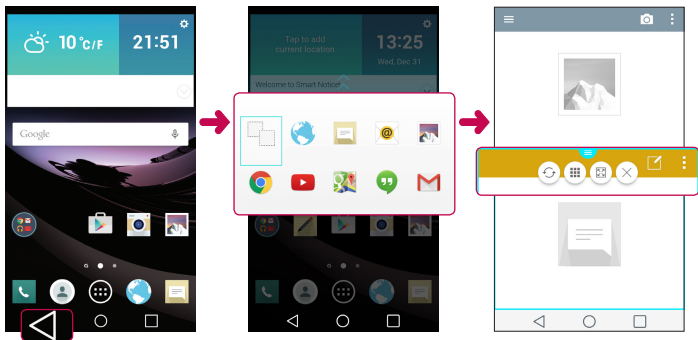 10°C/F
21:51
Google
Tap to add
current location
13:25
Wed, Dec 31
Welcome to Smart Notice!
@